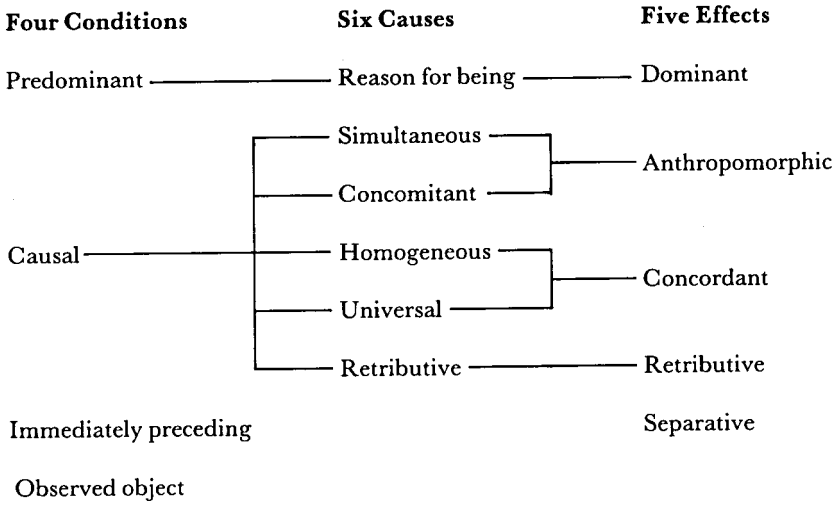 Four Conditions Six Causes Five Effects
Predominant Reason for being Dominant
Simultaneous
Anthropomorphic
Concomitant
Causal Homogeneous
Concordant
Universal
Retributive Retributive
Immediately preceding Separative
Observed object